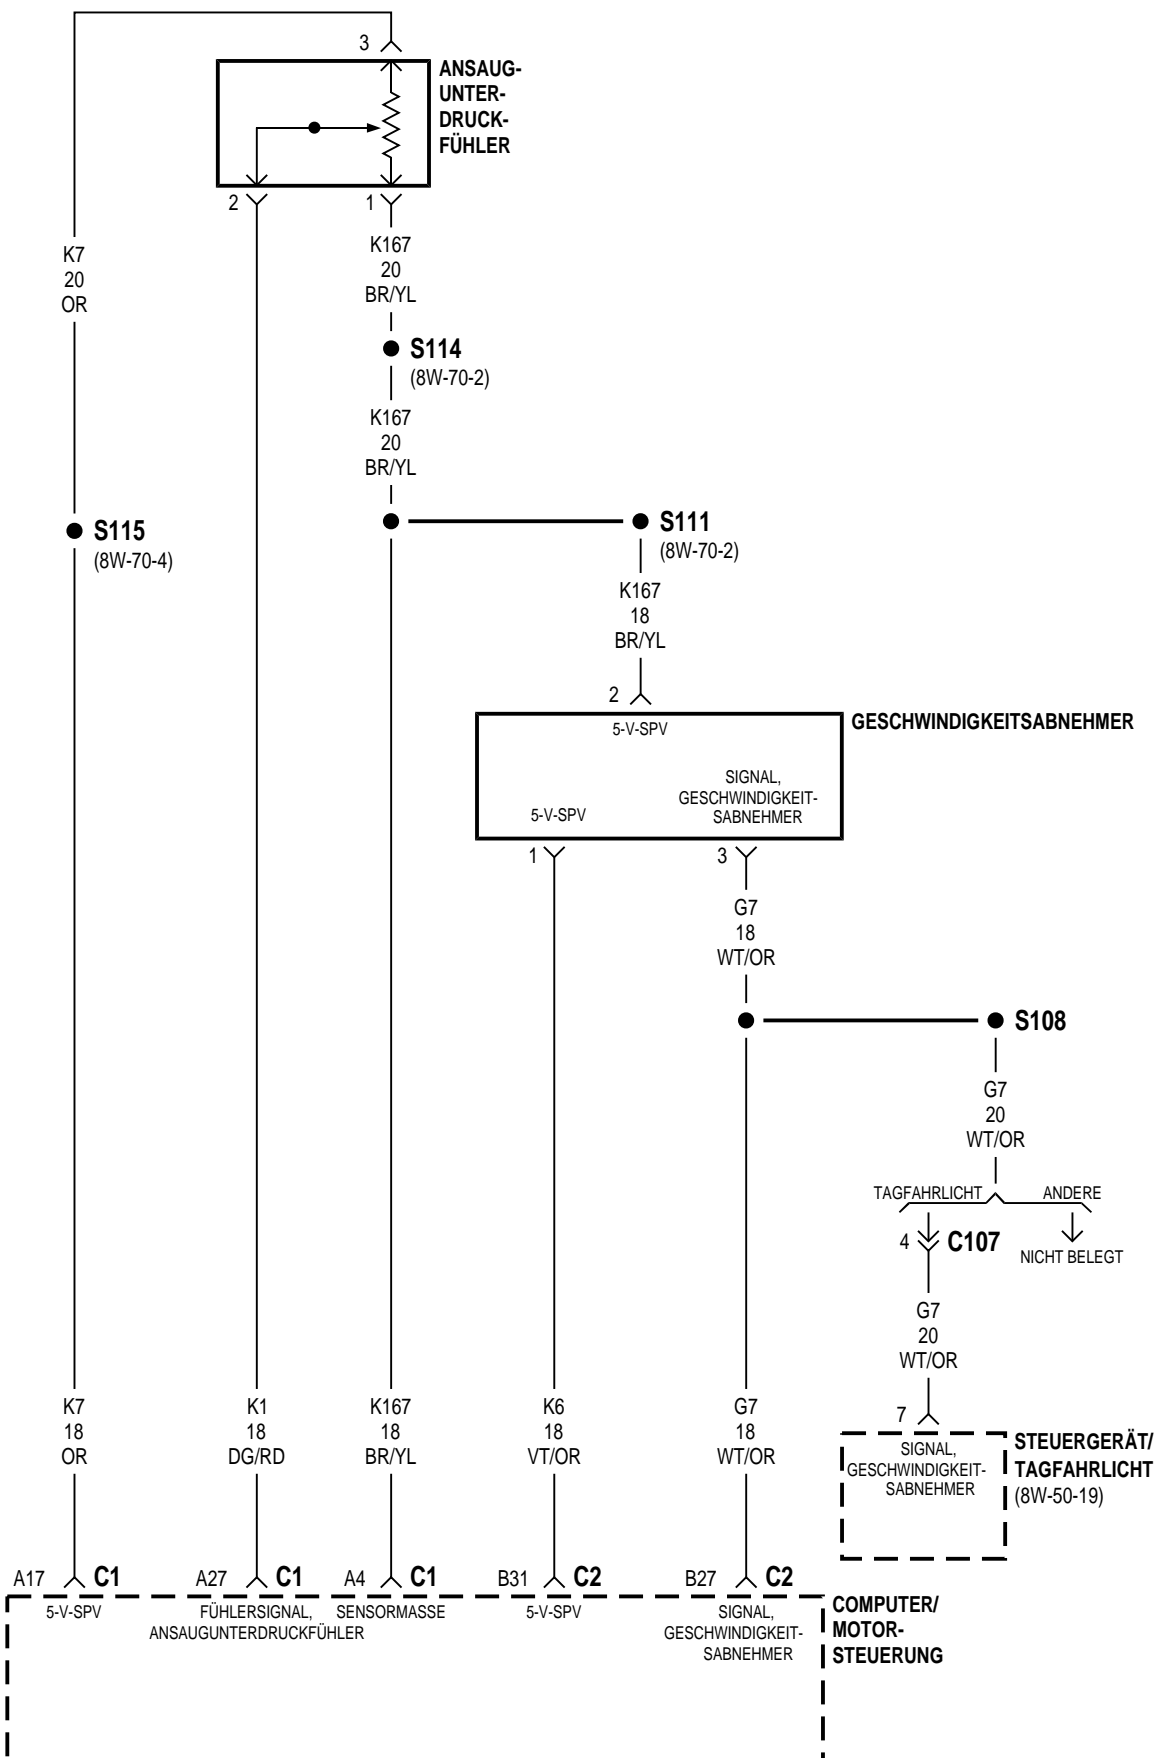 3
ANSAUG-
UNTER-
DRUCK-
FÜHLER
2
1
K7
20
OR
K167
20
BR/YL
S114
(8W-70-2)
K167
20
BR/YL
S115
(8W-70-4)
S111
(8W-70-2)
K167
18
BR/YL
2
GESCHWINDIGKEITSABNEHMER
5-V-SPV
5-V-SPV
SIGNAL,
GESCHWINDIGKEIT-
SABNEHMER
1
3
G7
18
WT/OR
S108
G7
20
WT/OR
TAGFAHRLICHT
ANDERE
4
C107
NICHT BELEGT
G7
20
WT/OR
7
SIGNAL,
GESCHWINDIGKEIT-
SABNEHMER
STEUERGERÄT/
TAGFAHRLICHT
(8W-50-19)
K7
18
OR
K1
18
DG/RD
K167
18
BR/YL
K6
18
VT/OR
G7
18
WT/OR
A17 C1
A27 C1
A4 C1
B31 C2
B27 C2
5-V-SPV
FÜHLERSIGNAL,
ANSAUGUNTERDRUCKFÜHLER
SENSORMASSE
5-V-SPV
SIGNAL,
GESCHWINDIGKEIT-
SABNEHMER
COMPUTER/
MOTOR-
STEUERUNG